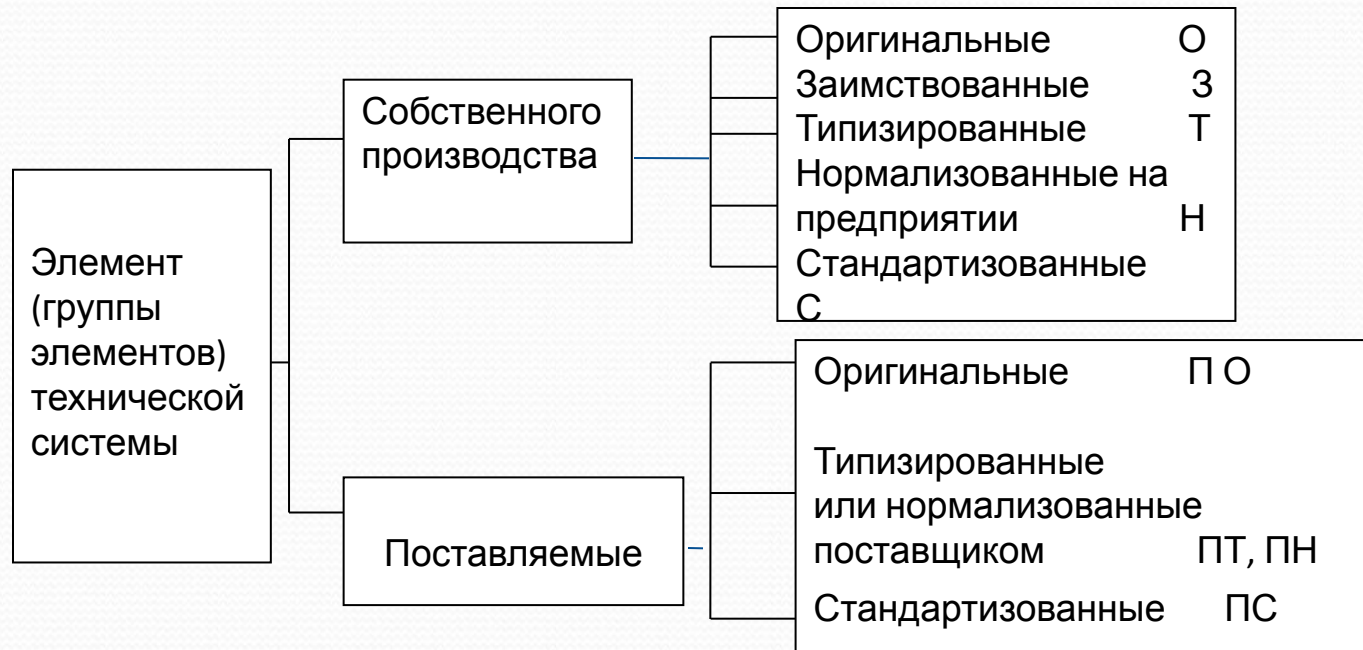 Элемент
(группы
элементов)
технической
системы
Собственного
производства
Оригинальные О
Заимствованные З
Типизированные Т
Нормализованные на
предприятии Н
Стандартизованные
С
Поставляемые
Оригинальные П О
Типизированные
или нормализованные
поставщиком ПТ, ПН
Стандартизованные ПС